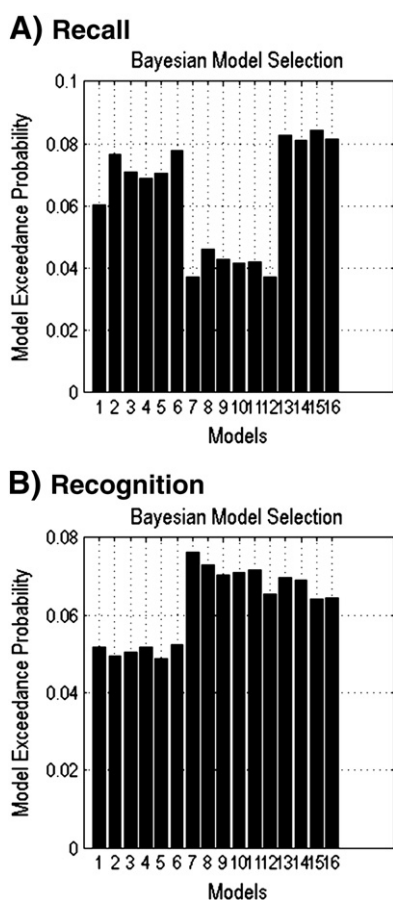 A) Recall
Bayesian Model Selection
Model Exceedance Probability
0.1
0.08
0.06
0.04
0.02
0
1 2 3 4 5 6 7 8 9 10 11 12 13 14 15 16
Models
B) Recognition
Bayesian Model Selection
Model Exceedance Probability
0.08
0.06
0.04
0.02
0
1 2 3 4 5 6 7 8 9 10 11 12 13 14 15 16
Models